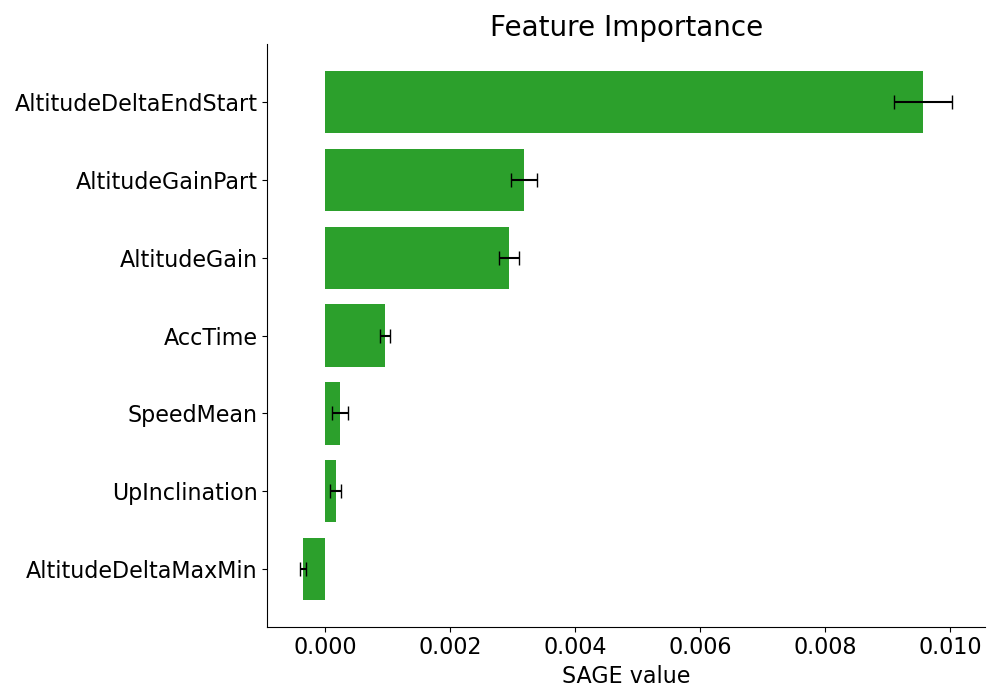 Feature Importance
AltitudeDeltaEndStart
AltitudeGainPart
AltitudeGain
AccTime
SpeedMean
UpInclination
AltitudeDeltaMaxMin
0.000 0.002 0.004 0.006 0.008 0.010
SAGE value